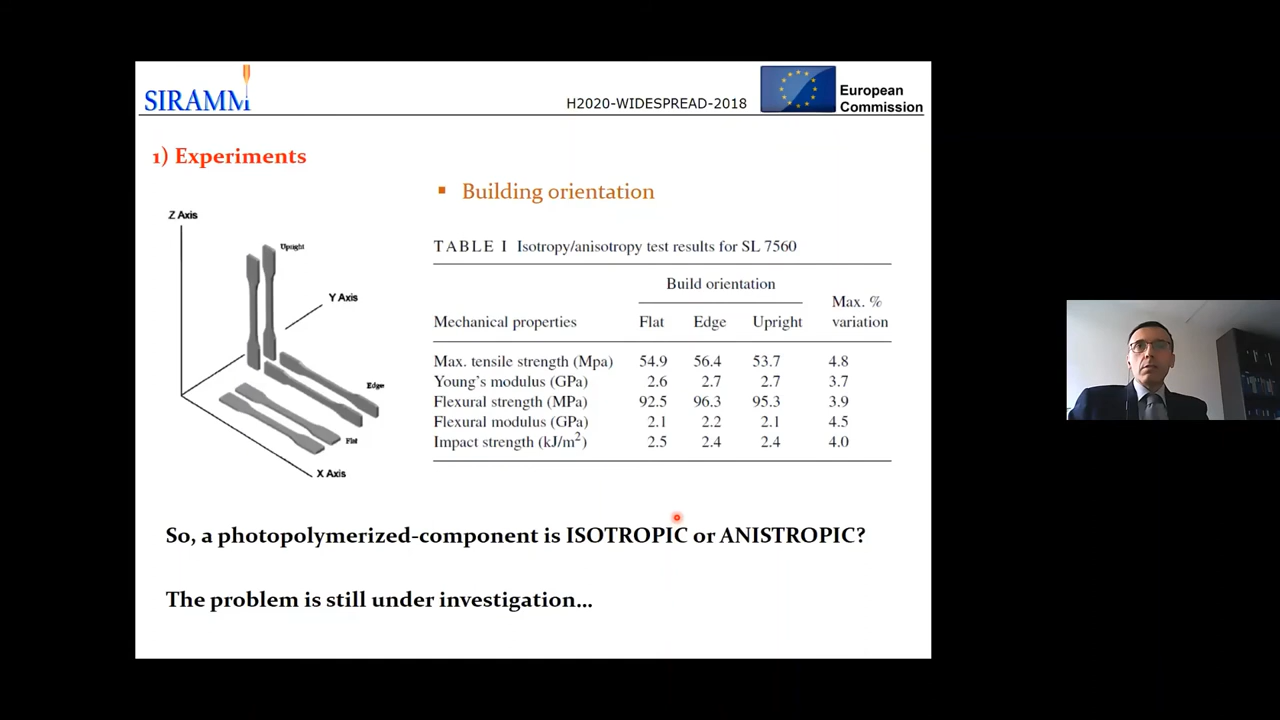 SIRAMM
H2020-WIDESPREAD-2018
European
Commission
1) Experiments
▪ Building orientation
Z Axis
Upright
Y Axis
Edge
Flat
X Axis
TABLE I Isotropy/anisotropy test results for SL 7560
Build orientation
Max. %
Mechanical properties Flat Edge Upright variation
Max. tensile strength (Mpa) 54.9 56.4 53.7 4.8
Young's modulus (GPa) 2.6 2.7 2.7 3.7
Flexural strength (MPa) 92.5 96.3 95.3 3.9
Flexural modulus (GPa) 2.1 2.2 2.1 4.5
Impact strength (kJ/m²) 2.5 2.4 2.4 4.0
So, a photopolymerized-component is ISOTROPIC or ANISTROPIC?
The problem is still under investigation...